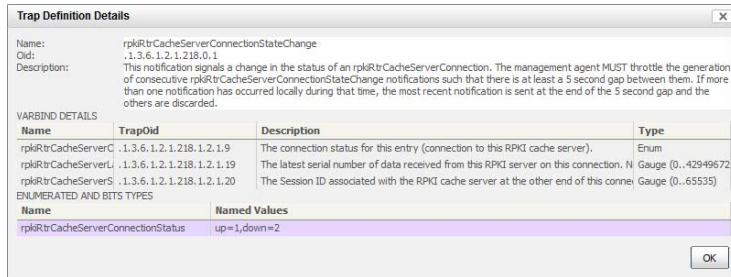 Trap Definition Details
Name: rpkiRtrCacheServerConnectionStateChange
Oid: .1.3.6.1.2.1.218.0.1
Description: This notification signals a change in the status of an rpkiRtrCacheServerConnection. The management agent MUST throttle the generation
of consecutive rpkiRtrCacheServerConnectionStateChange notifications such that there is at least a 5 second gap between them. If more
than one notification has occurred locally during that time, the most recent notification is sent at the end of the 5 second gap and the
others are discarded.
VARBIND DETAILS
Name TrapOid Description Type
rpkiRtrCacheServerC .1.3.6.1.2.1.218.1.2.1.9 The connection status for this entry (connection to this RPKI cache server). Enum
rpkiRtrCacheServerL .1.3.6.1.2.1.218.1.2.1.19 The latest serial number of data received from this RPKI server on this connection. N Gauge (0..42949672
rpkiRtrCacheServerS .1.3.6.1.2.1.218.1.2.1.20 The Session ID associated with the RPKI cache server at the other end of this conne Gauge (0..65535)
ENUMERATED AND BITS TYPES
Name Named Values
rpkiRtrCacheServerConnectionStatus up=1,down=2
OK